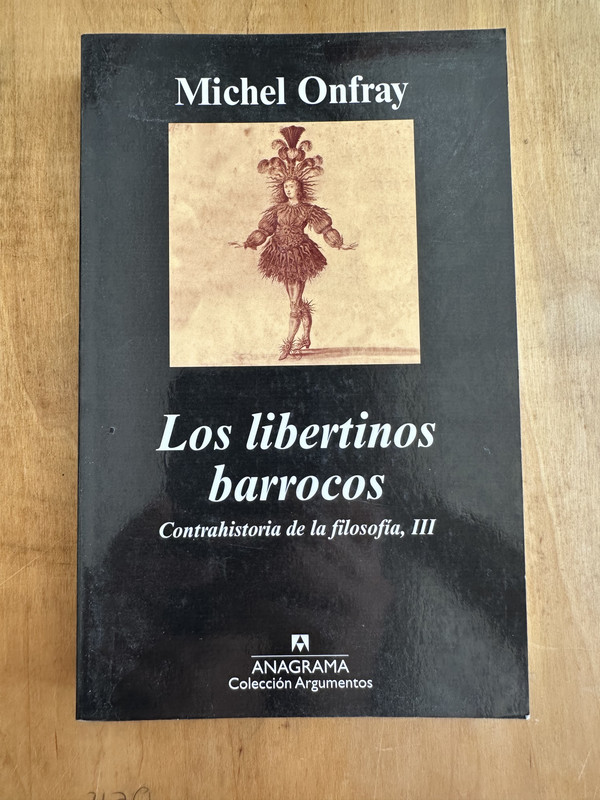 Michel Onfray
Los libertinos
barrocos
Contrahistoria de la filosofía, III
ANAGRAMA
Colección Argumentos